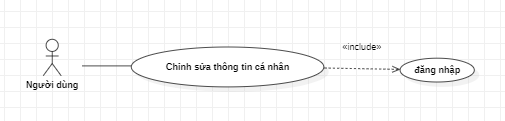 «include»
Chỉnh sửa thông tin cá nhân
đăng nhập
Người dùng